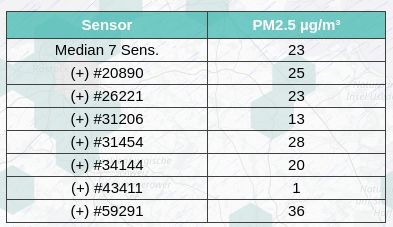 Sensor PM2.5 µg/m³
Median 7 Sens. 23
(+) #20890 25
(+) #26221 23
(+) #31206 13
(+) #31454 28
(+) #34144 20
(+) #43411 1
(+) #59291 36